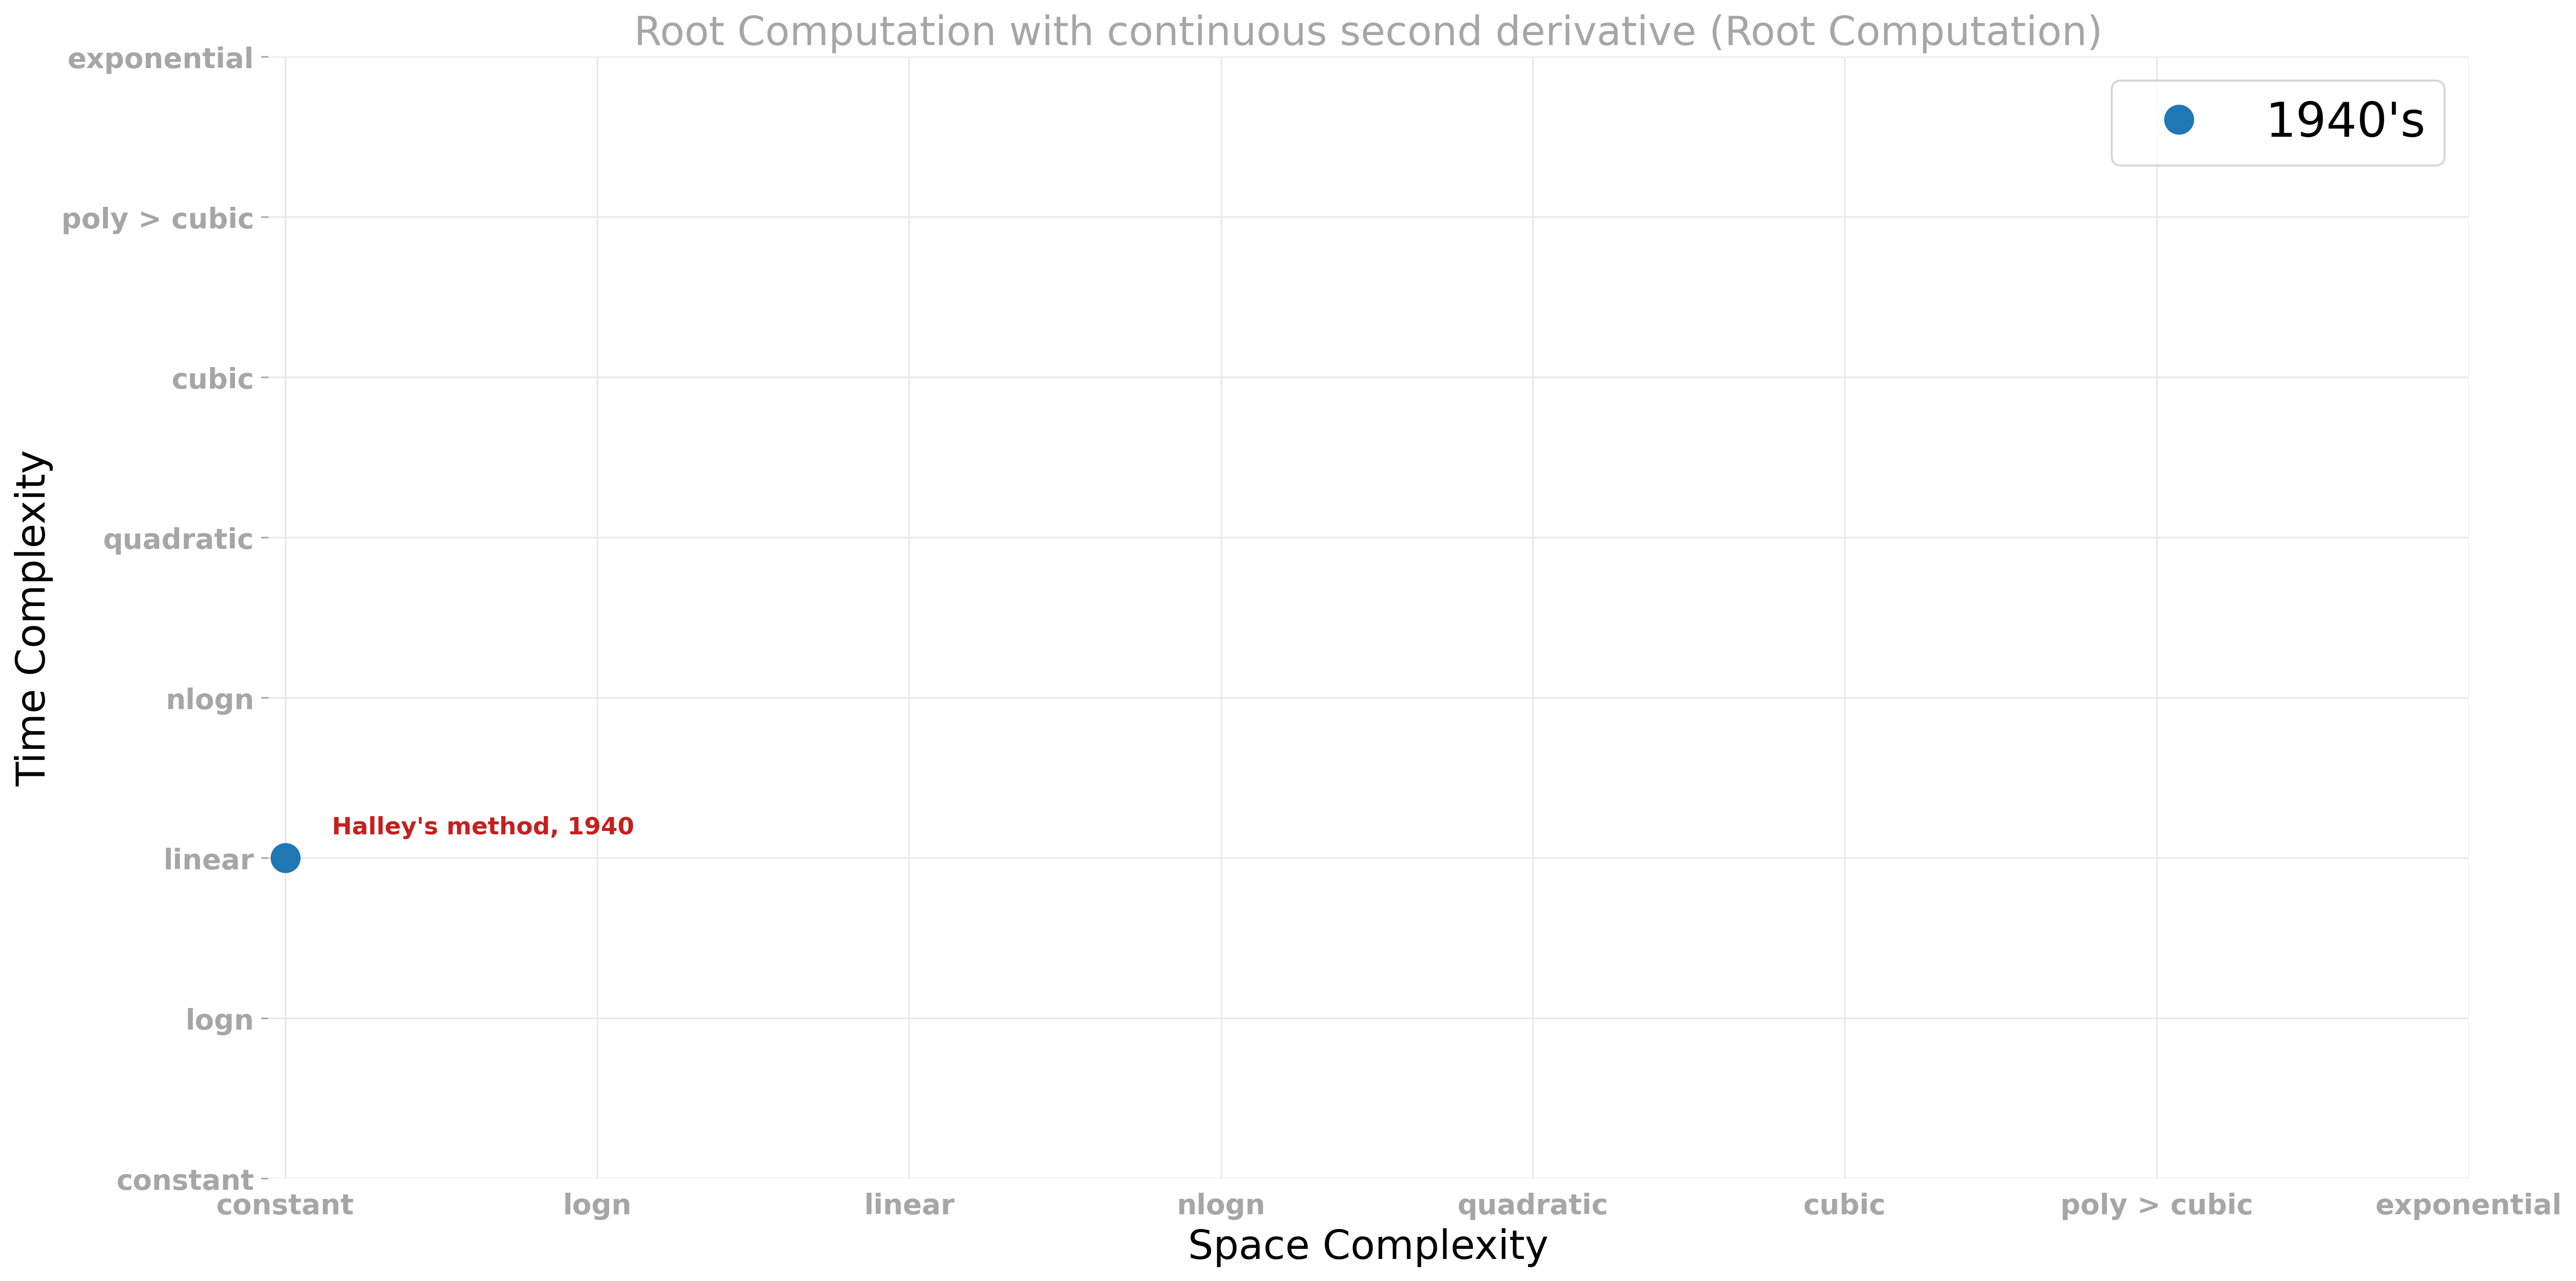 Root Computation with continuous second derivative (Root Computation)
exponential
1940's
poly > cubic
cubic
quadratic
Time Complexity
nlogn
Halley's method, 1940
linear
logn
constant
constant logn linear nlogn quadratic cubic poly > cubic exponential
Space Complexity